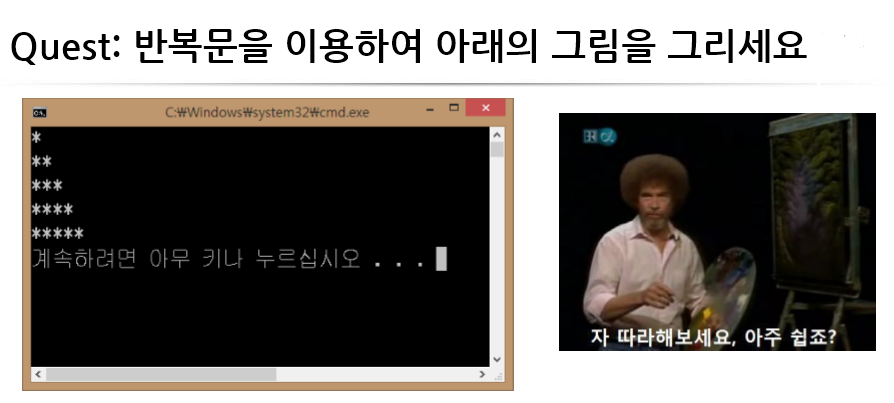 Quest: 반복문을 이용하여 아래의 그림을 그리세요
C:₩Windows₩system32₩cmd.exe
*
**
***
****
*****
계속하려면 아무 키나 누르십시오 . . .
BR α
자 따라해보세요, 아주 쉽죠?